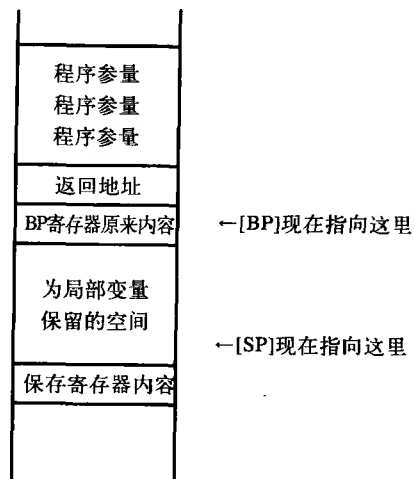 程序参量
程序参量
程序参量
返回地址
BP寄存器原来内容 ←[BP]现在指向这里
为局部变量
保留的空间
←[SP]现在指向这里
保存寄存器内容